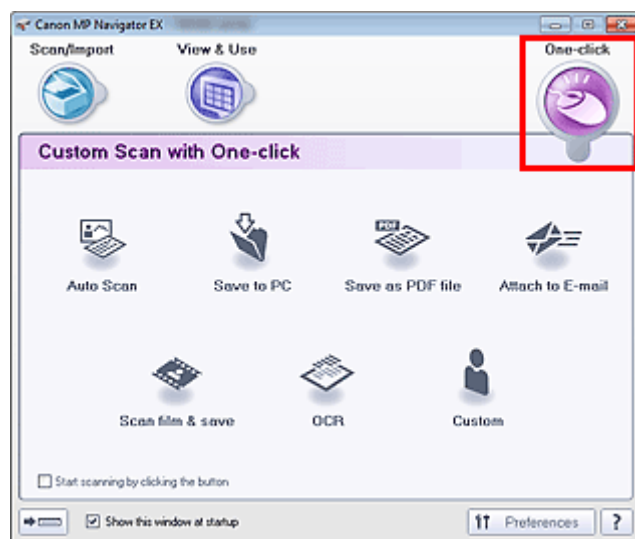 Canon MP Navigator EX
Scan/Import View & Use One-click
Custom Scan with One-click
PDF
Auto Scan Save to PC Save as PDF file Attach to E-mail
Scan film & save OCR Custom
Start scanning by clicking the button
Show this window at startup Preferences ?